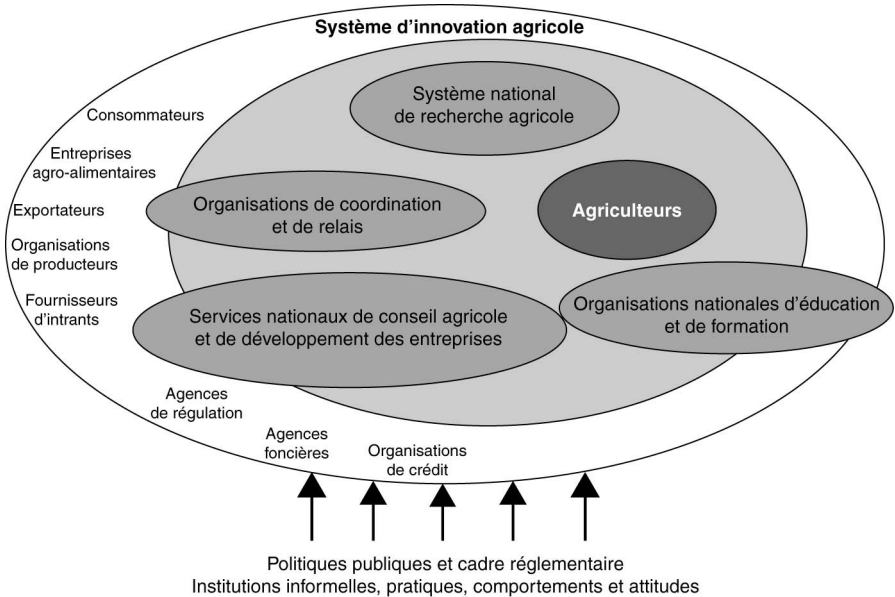 Système d'innovation agricole
Système national
de recherche agricole
Consommateurs
Entreprises
agro-alimentaires
Exportateurs
Organisations de coordination
et de relais
Agriculteurs
Organisations
de producteurs
Fournisseurs
d'intrants
Services nationaux de conseil agricole
et de développement des entreprises
Organisations nationales d'éducation
et de formation
Agences
de régulation
Agences
foncières
Organisations
de crédit
Politiques publiques et cadre réglementaire
Institutions informelles, pratiques, comportements et attitudes